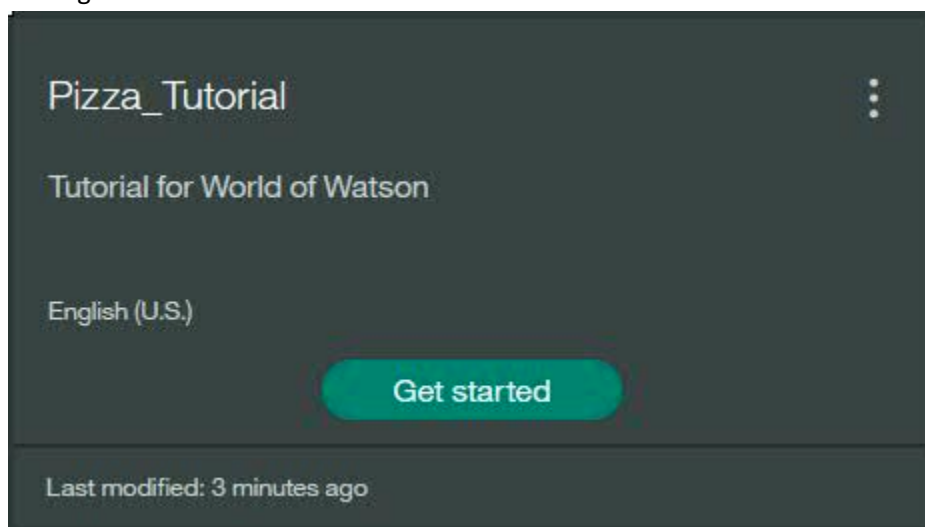 Pizza_Tutorial
Tutorial for World of Watson
English (U.S.)
Get started
Last modified: 3 minutes ago